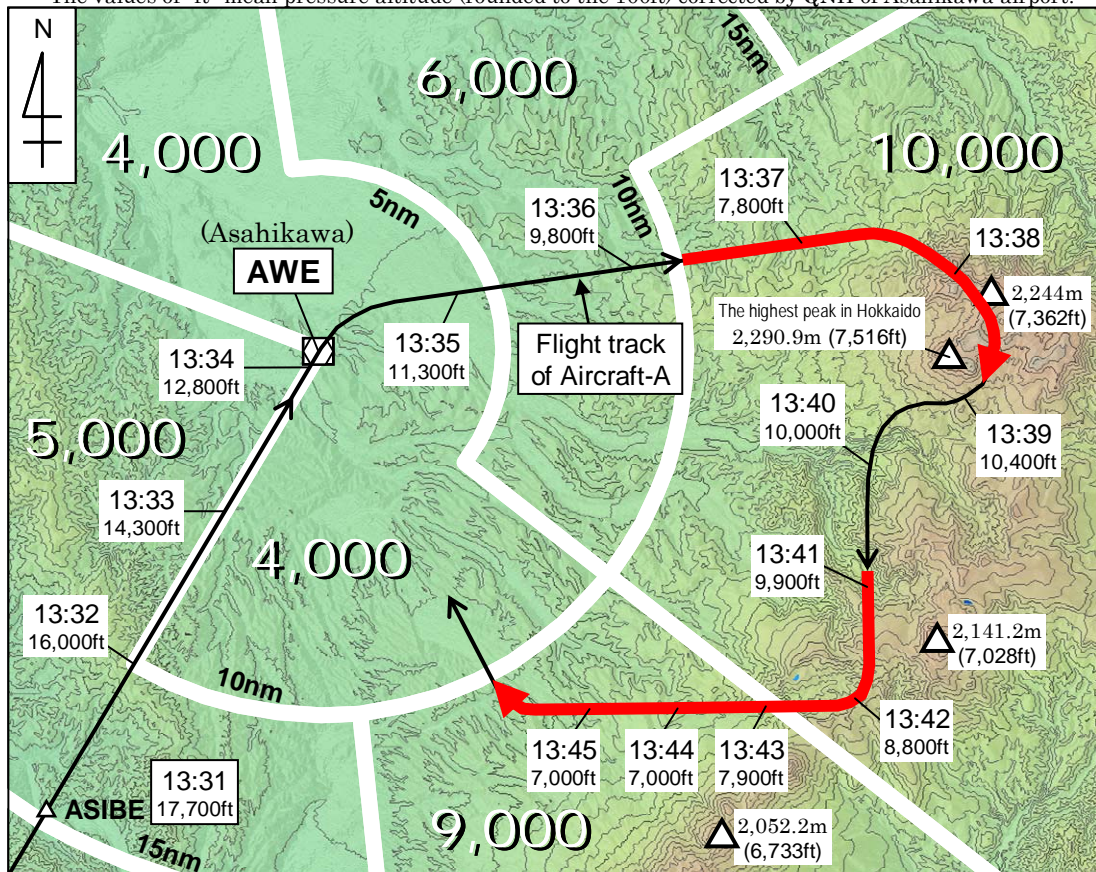 The values of "ft" mean pressure altitude (rounded to the 100ft) corrected by QNH of Asahikawa airport.
N
6,000
15nm
4,000
10,000
5nm
10nm
13:37
7,800ft
13:36
9,800ft
(Asahikawa)
AWE
13:38
2,244m
(7,362ft)
The highest peak in Hokkaido
2,290.9m (7,516ft)
13:35
11,300ft
Flight track
of Aircraft-A
13:34
12,800ft
13:40
10,000ft
5,000
13:39
10,400ft
13:33
14,300ft
4,000
13:41
9,900ft
13:32
16,000ft
2,141.2m
(7,028ft)
10nm
13:42
8,800ft
13:45
7,000ft
13:44
7,000ft
13:43
7,900ft
13:31
17,700ft
ASIBE
9,000
2,052.2m
(6,733ft)
15nm